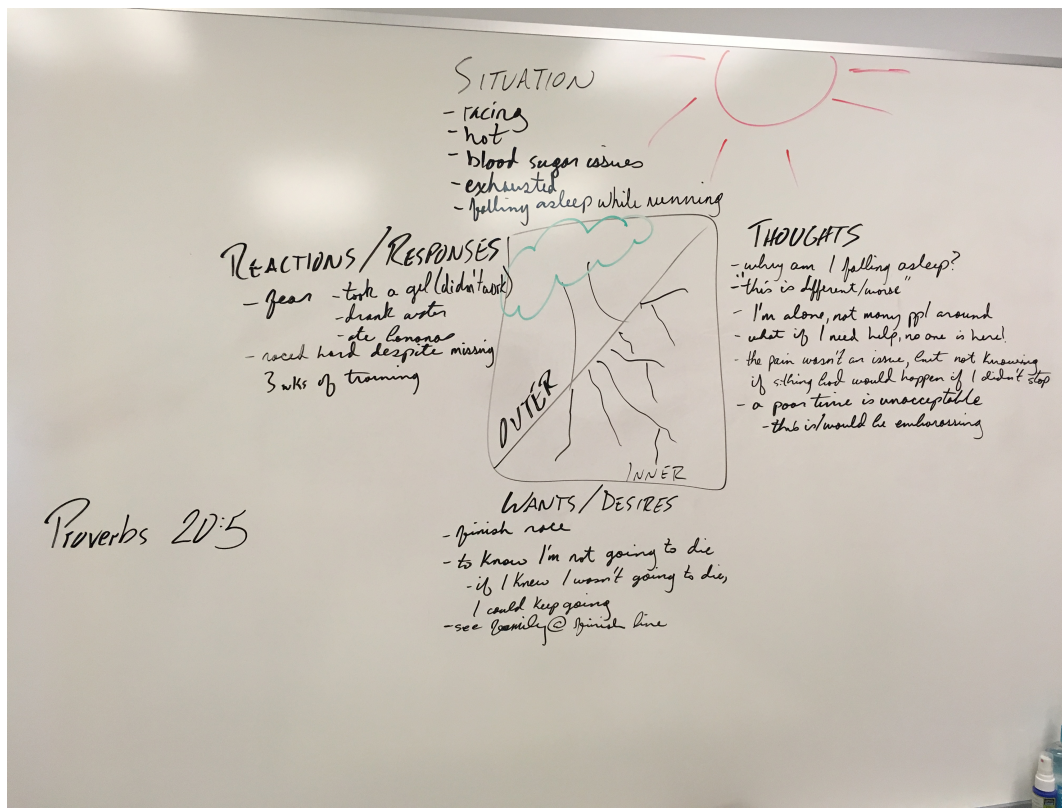 SITUATION
- racing
- hot
- blood sugar issues
- exhausted
- falling asleep while running
REACTIONS/RESPONSES
- fear - took a gel (didn't work)
- drank water
- ate banana
- raced hard despite missing
3 wks of training
THOUGHTS
- why am I falling asleep?
- "this is different/worse"
- I'm alone, not many ppl around
- what if I need help, no one is here!
- the pain wasn't an issue, but not knowing
if s.thing bad would happen if I didn't stop
- a poor time is unacceptable
- this is/would be embarassing
OUTER
INNER
WANTS/DESIRES
- finish race
- to know I'm not going to die
- if I knew I wasn't going to die,
I could keep going
- see family @ finish line
Proverbs 20:5